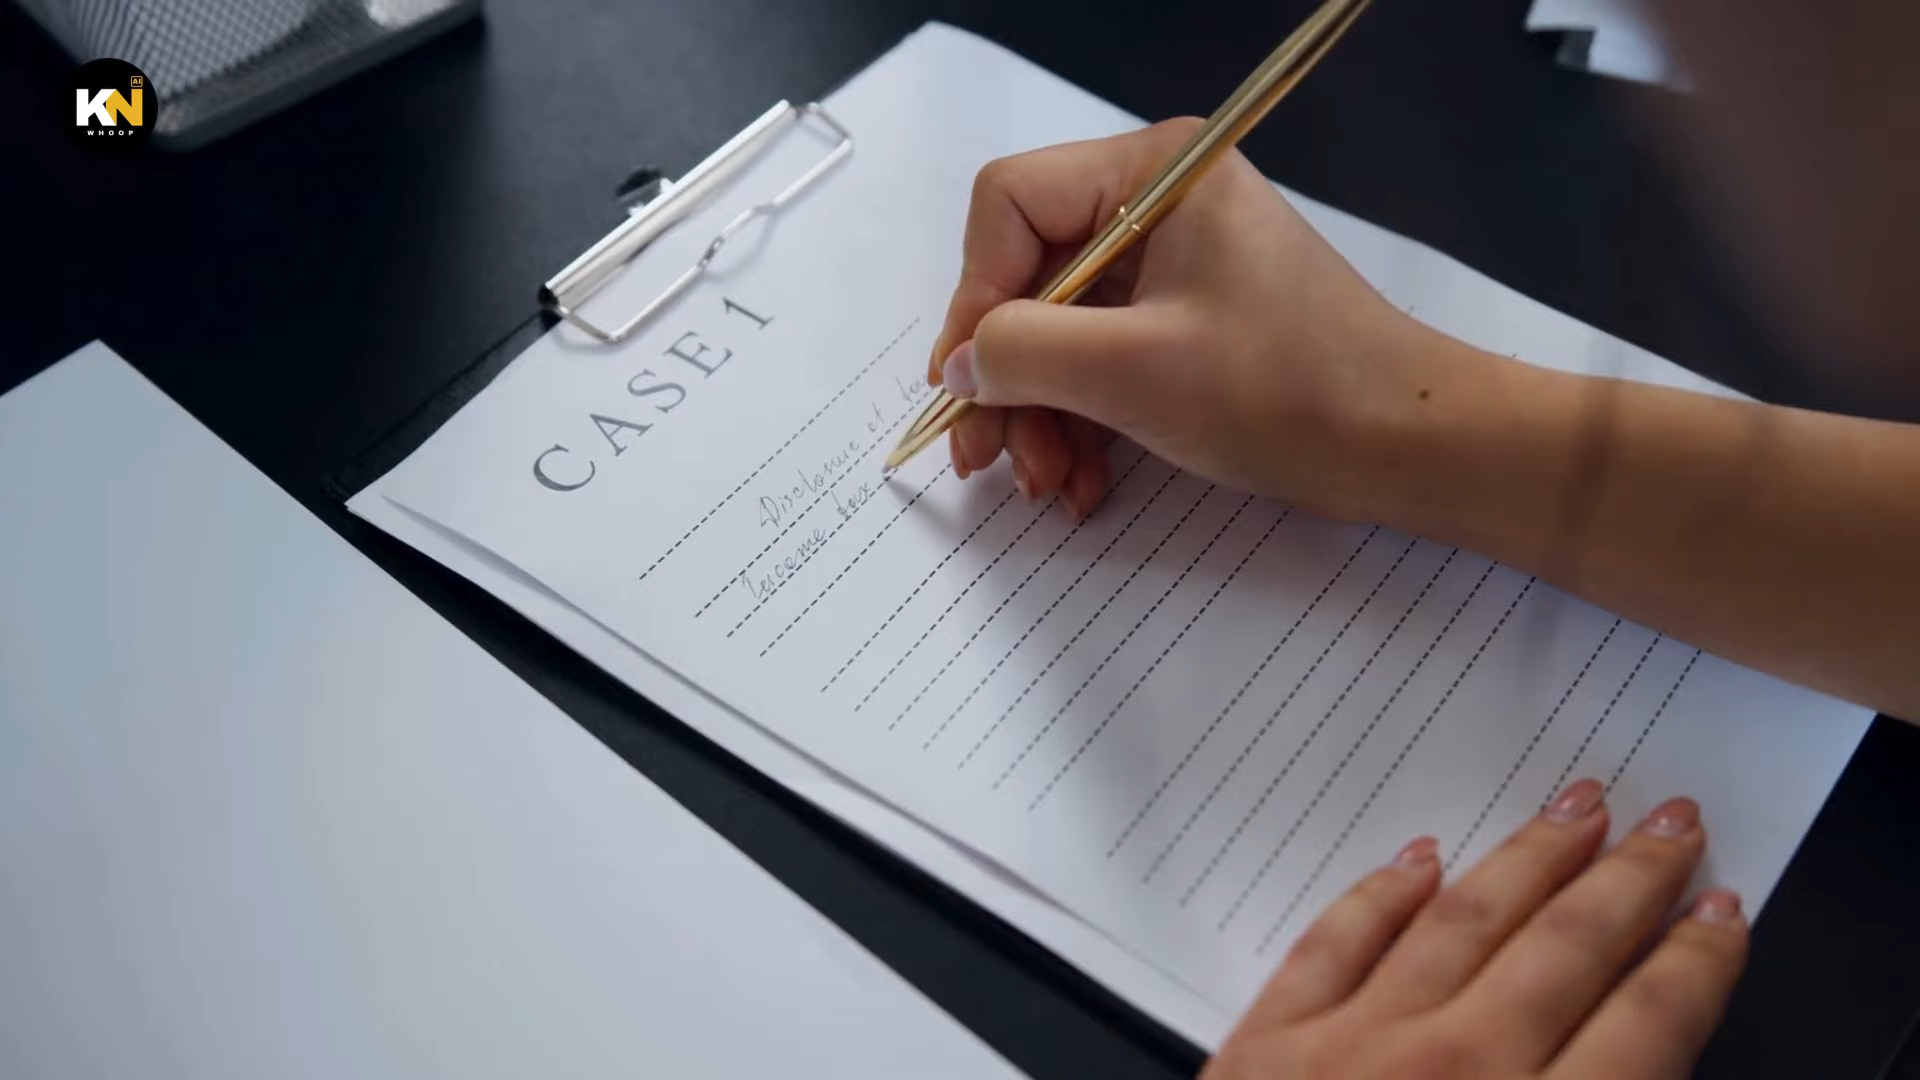 KN AI
WHOOP
CASE 1
Disclosure of
Income tax